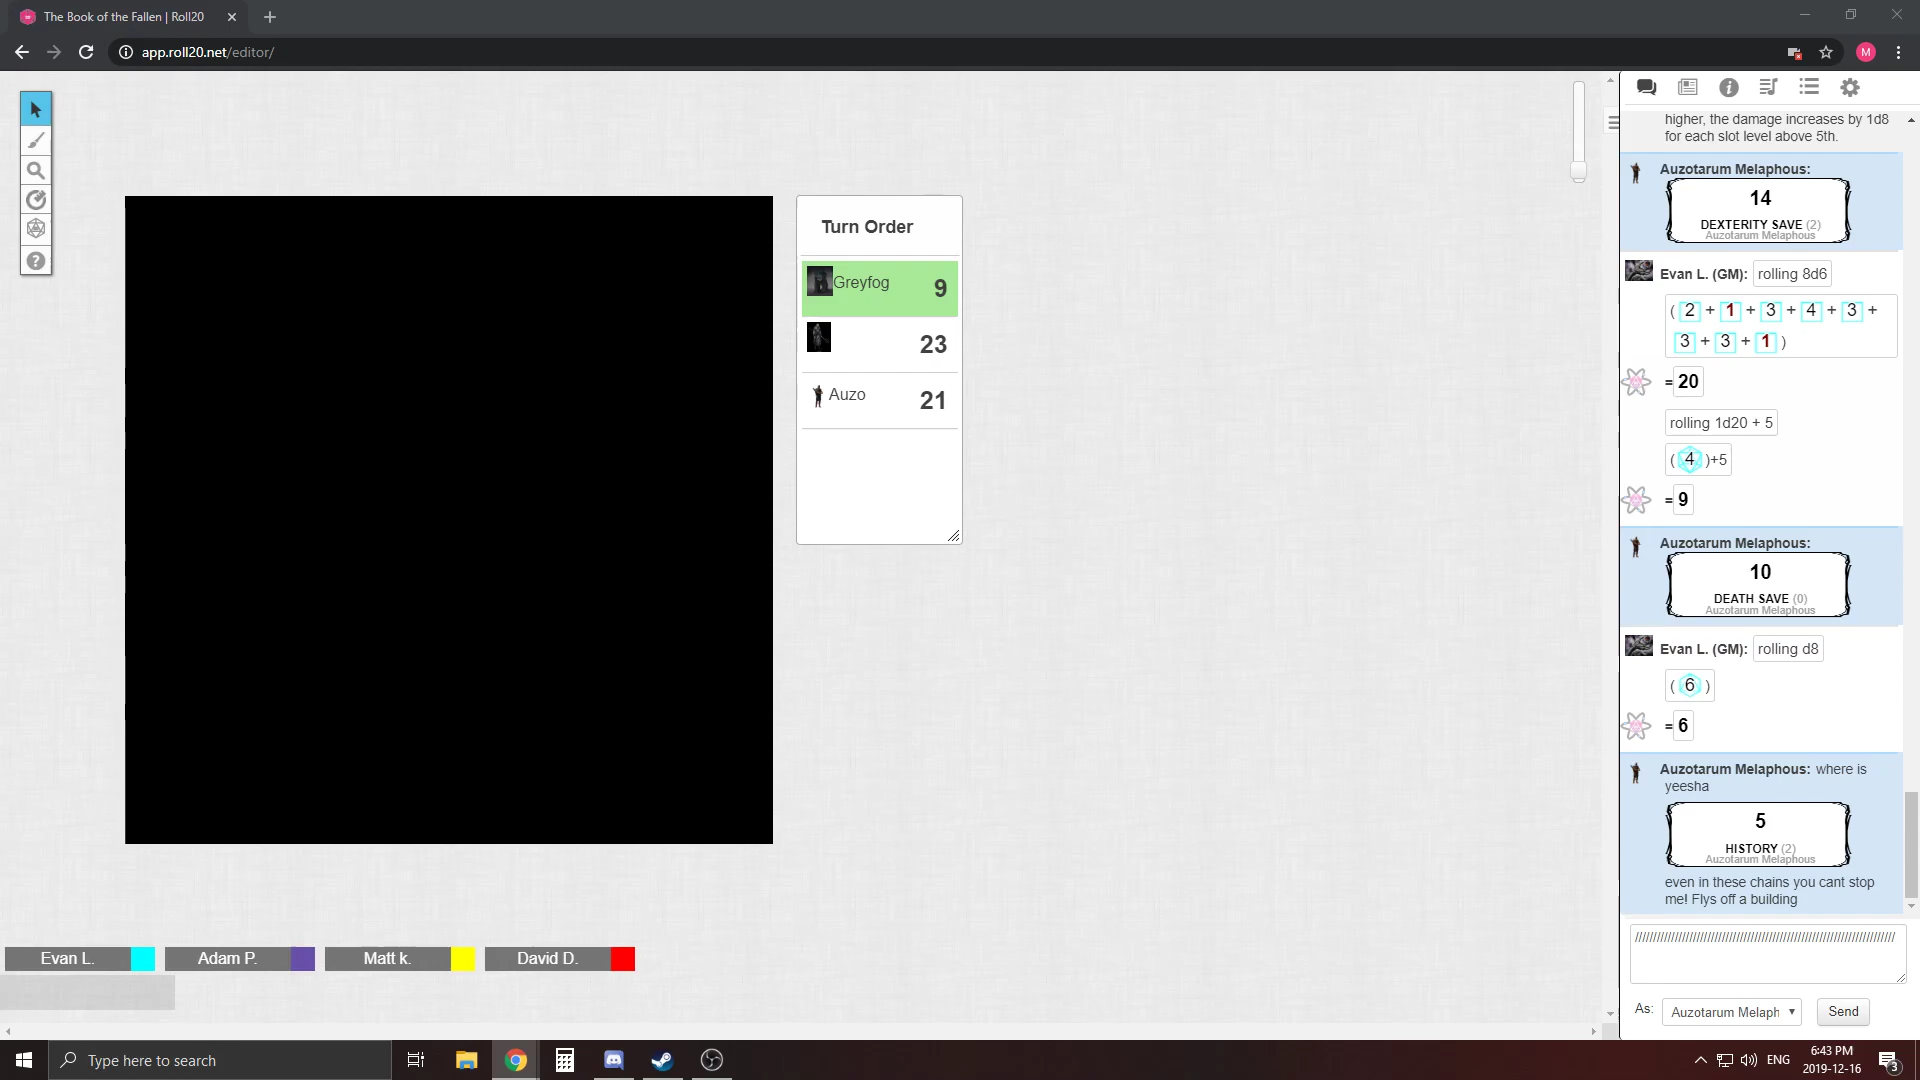 The Book of the Fallen | Roll20
app.roll20.net/editor/
M
Turn Order
Greyfog 9
23
Auzo 21
higher, the damage increases by 1d8
for each slot level above 5th.
Auzotarum Melaphous:
14
DEXTERITY SAVE (2)
Auzotarum Melaphous
Evan L. (GM): rolling 8d6
( 2 + 1 + 3 + 4 + 3 +
3 + 3 + 1 )
= 20
rolling 1d20 + 5
( 4 )+5
= 9
Auzotarum Melaphous:
10
DEATH SAVE (0)
Auzotarum Melaphous
Evan L. (GM): rolling d8
( 6 )
= 6
Auzotarum Melaphous: where is
yeesha
5
HISTORY (2)
Auzotarum Melaphous
even in these chains you cant stop
me! Flys off a building
As: Auzotarum Melaph Send
Evan L. Adam P. Matt k. David D.
Type here to search
ENG
6:43 PM
2019-12-16
3